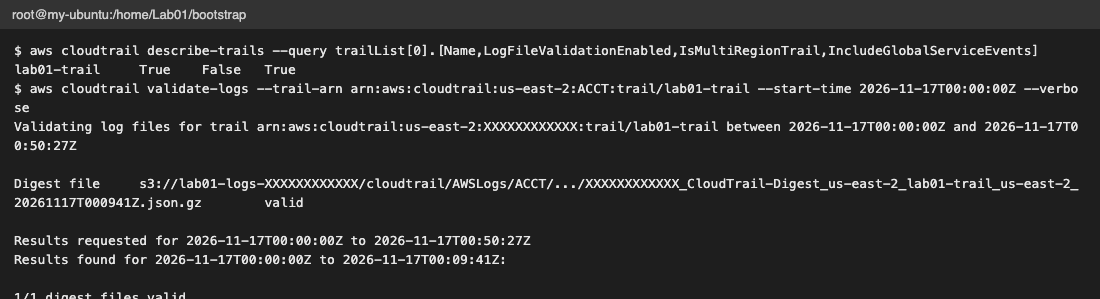 root@my-ubuntu:/home/Lab01/bootstrap
$ aws cloudtrail describe-trails --query trailList[0].[Name,LogFileValidationEnabled,IsMultiRegionTrail,IncludeGlobalServiceEvents]
lab01-trail     True    False   True
$ aws cloudtrail validate-logs --trail-arn arn:aws:cloudtrail:us-east-2:ACCT:trail/lab01-trail --start-time 2026-11-17T00:00:00Z --verbo
se
Validating log files for trail arn:aws:cloudtrail:us-east-2:XXXXXXXXXXXX:trail/lab01-trail between 2026-11-17T00:00:00Z and 2026-11-17T0
0:50:27Z
Digest file     s3://lab01-logs-XXXXXXXXXXXX/cloudtrail/AWSLogs/ACCT/.../XXXXXXXXXXXX_CloudTrail-Digest_us-east-2_lab01-trail_us-east-2_
20261117T000941Z.json.gz        valid
Results requested for 2026-11-17T00:00:00Z to 2026-11-17T00:50:27Z
Results found for 2026-11-17T00:00:00Z to 2026-11-17T00:09:41Z:
1/1 digest files valid